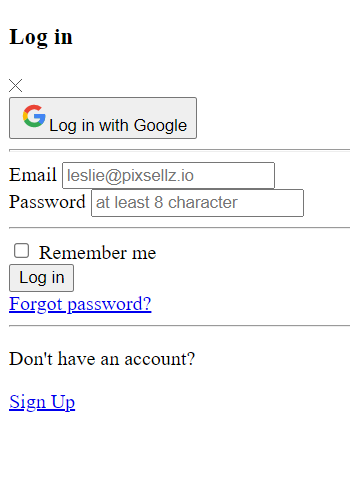 Log in
Log in with Google
Email leslie@pixsellz.io
Password at least 8 character
Remember me
Log in
Forgot password?
Don't have an account?
Sign Up